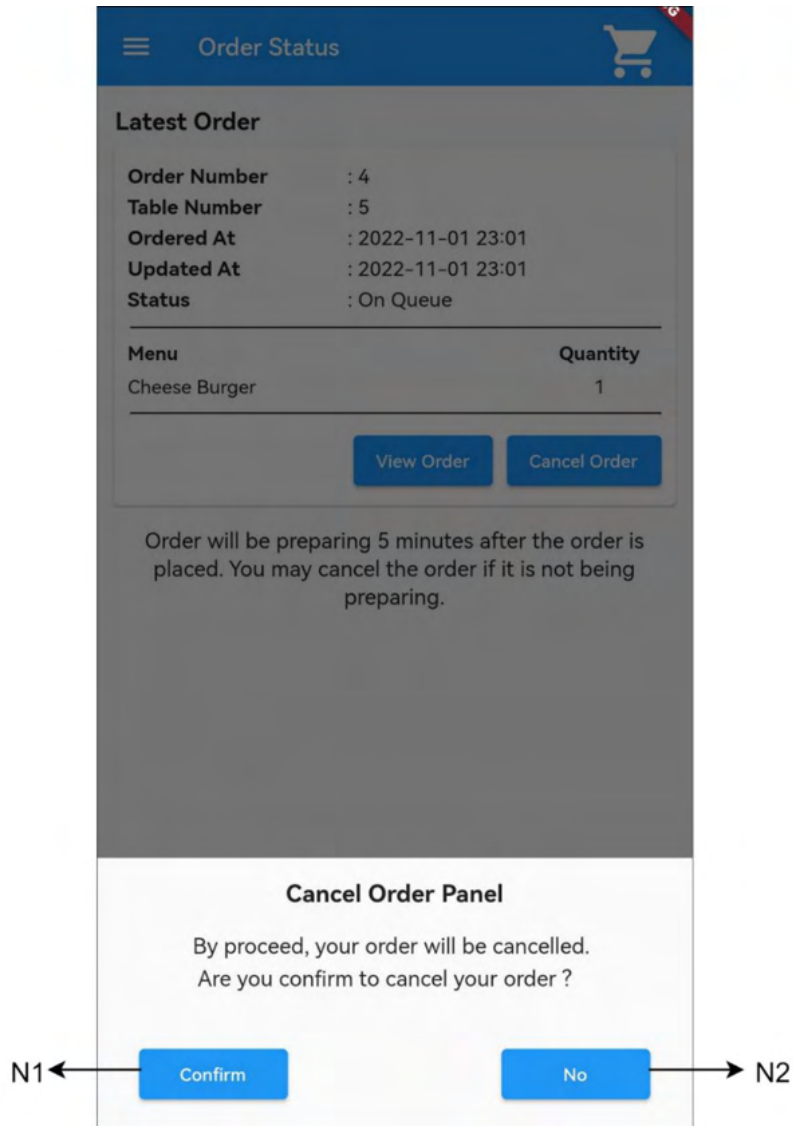 Order Status
Latest Order
Order Number : 4
Table Number : 5
Ordered At : 2022-11-01 23:01
Updated At : 2022-11-01 23:01
Status : On Queue
Menu Quantity
Cheese Burger 1
View Order Cancel Order
Order will be preparing 5 minutes after the order is
placed. You may cancel the order if it is not being
preparing.
Cancel Order Panel
By proceed, your order will be cancelled.
Are you confirm to cancel your order ?
N1 Confirm No N2